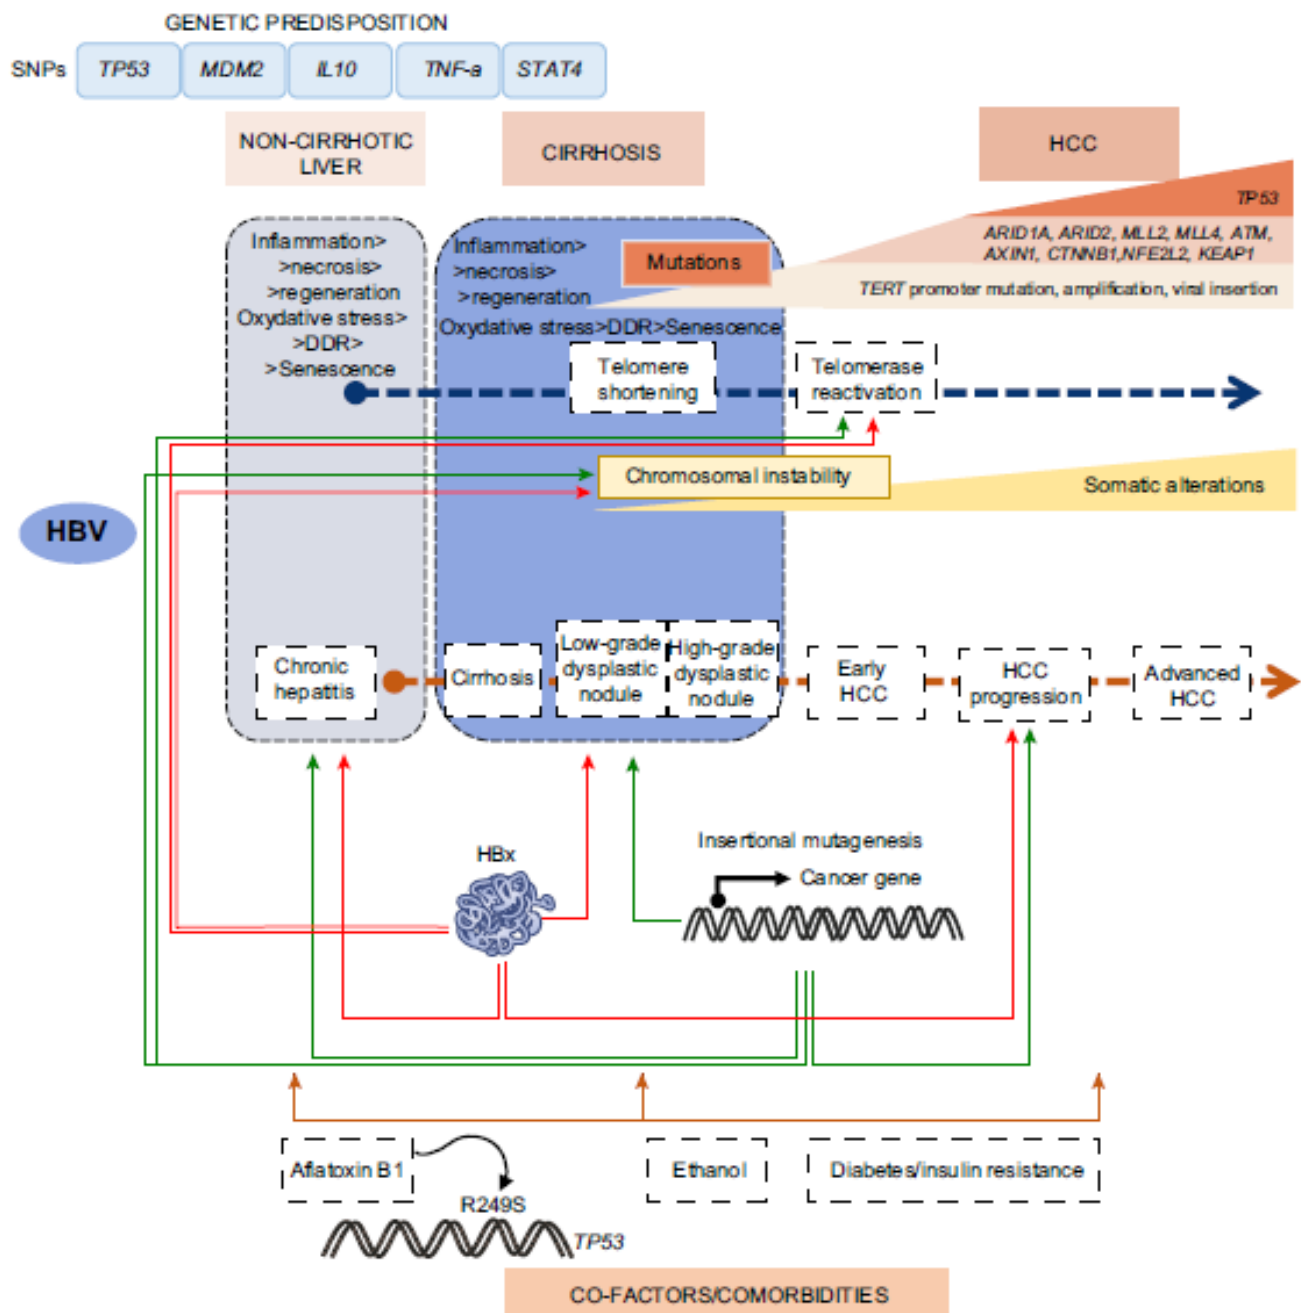 GENETIC PREDISPOSITION
SNPs TP53 MDM2 IL10 TNF-a STAT4
NON-CIRRHOTIC
LIVER
CIRRHOSIS
HCC
Inflammation>
>necrosis>
>regeneration
Oxydative stress>
>DDR>
>Senescence
Inflammation>
>necrosis>
>regeneration
Oxydative stress>DDR>Senescence
Mutations
TP53
ARID1A, ARID2, MLL2, MLL4, ATM,
AXIN1, CTNNB1,NFE2L2, KEAP1
TERT promoter mutation, amplification, viral insertion
Telomere
shortening
Telomerase
reactivation
Chromosomal instability
Somatic alterations
HBV
Chronic
hepatitis
Cirrhosis
Low-grade
dysplastic
nodule
High-grade
dysplastic
nodule
Early
HCC
HCC
progression
Advanced
HCC
HBx
Insertional mutagenesis
Cancer gene
Aflatoxin B1
R249S
TP53
Ethanol
Diabetes/insulin resistance
CO-FACTORS/COMORBIDITIES